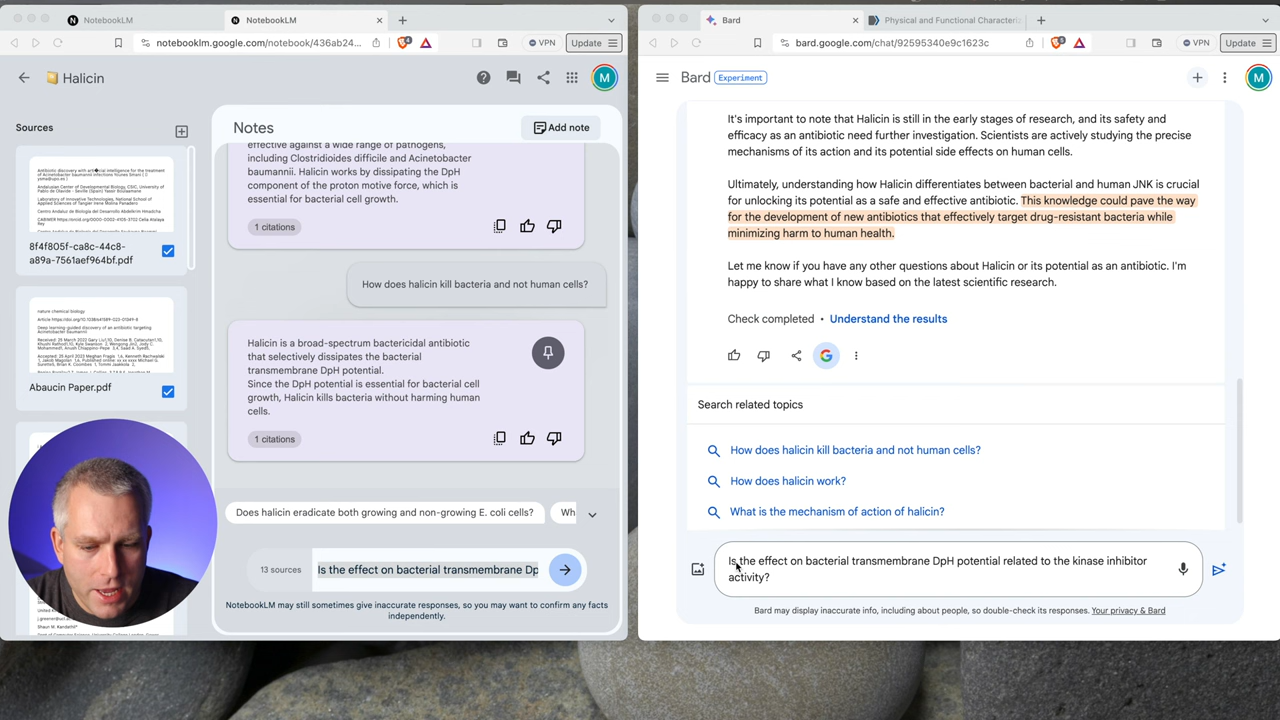 NotebookLM
NotebookLM
notebooklm.google.com/notebook/436ab24...
VPN
Update
Halicin
M
Sources
8f4f805f-ca8c-44c8-
a89a-7561aef964bf.pdf
nature chemical biology
Abaucin Paper.pdf
Notes
Add note
effective against a wide range of pathogens,
including Clostridioides difficile and Acinetobacter
baumannii. Halicin works by dissipating the DpH
component of the proton motive force, which is
essential for bacterial cell growth.
1 citations
How does halicin kill bacteria and not human cells?
Halicin is a broad-spectrum bactericidal antibiotic
that selectively dissipates the bacterial
transmembrane DpH potential.
Since the DpH potential is essential for bacterial cell
growth, Halicin kills bacteria without harming human
cells.
1 citations
Does halicin eradicate both growing and non-growing E. coli cells?
Wh
13 sources
Is the effect on bacterial transmembrane Dp
NotebookLM may still sometimes give inaccurate responses, so you may want to confirm any facts
independently.
Bard
Physical and Functional Characteriz
bard.google.com/chat/92595340e9c1623c
VPN
Update
Bard
Experiment
M
It's important to note that Halicin is still in the early stages of research, and its safety and
efficacy as an antibiotic need further investigation. Scientists are actively studying the precise
mechanisms of its action and its potential side effects on human cells.
Ultimately, understanding how Halicin differentiates between bacterial and human JNK is crucial
for unlocking its potential as a safe and effective antibiotic. This knowledge could pave the way
for the development of new antibiotics that effectively target drug-resistant bacteria while
minimizing harm to human health.
Let me know if you have any other questions about Halicin or its potential as an antibiotic. I'm
happy to share what I know based on the latest scientific research.
Check completed • Understand the results
Search related topics
How does halicin kill bacteria and not human cells?
How does halicin work?
What is the mechanism of action of halicin?
Is the effect on bacterial transmembrane DpH potential related to the kinase inhibitor
activity?
Bard may display inaccurate info, including about people, so double-check its responses. Your privacy & Bard